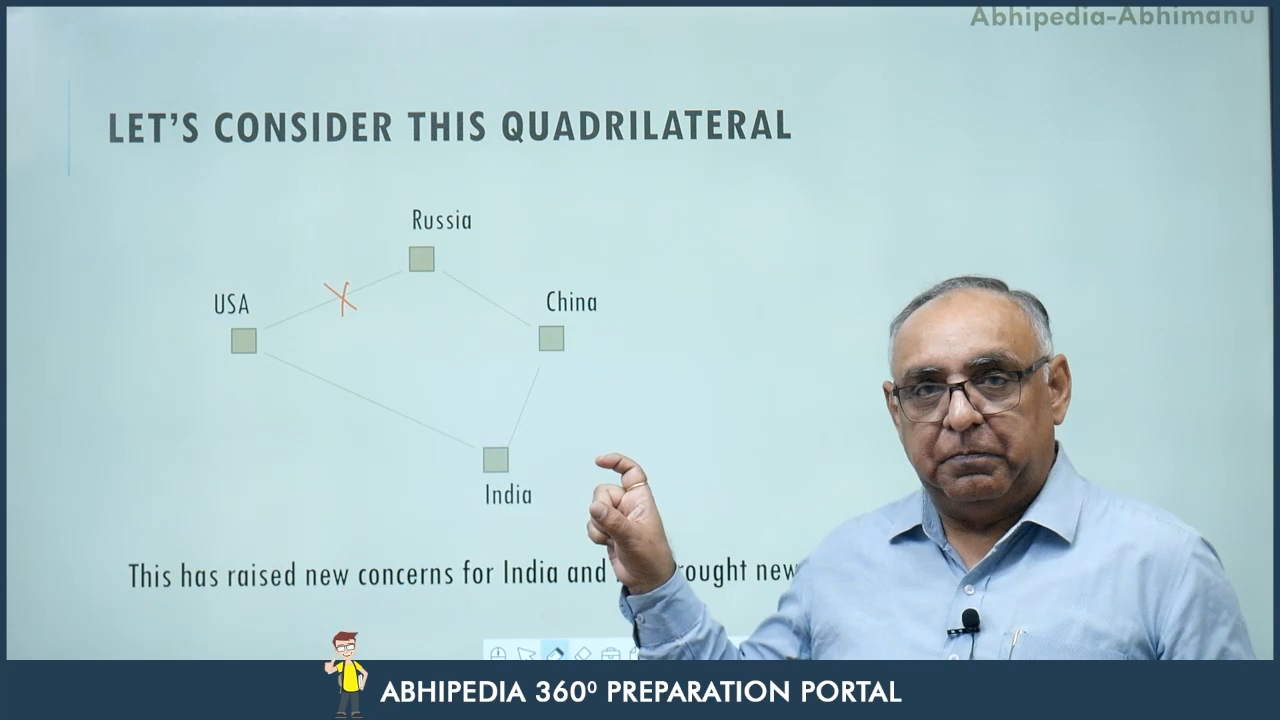 Abhipedia-Abhimanu
LET'S CONSIDER THIS QUADRILATERAL
Russia
USA
China
India
This has raised new concerns for India and rought new
ABHIPEDIA 360⁰ PREPARATION PORTAL